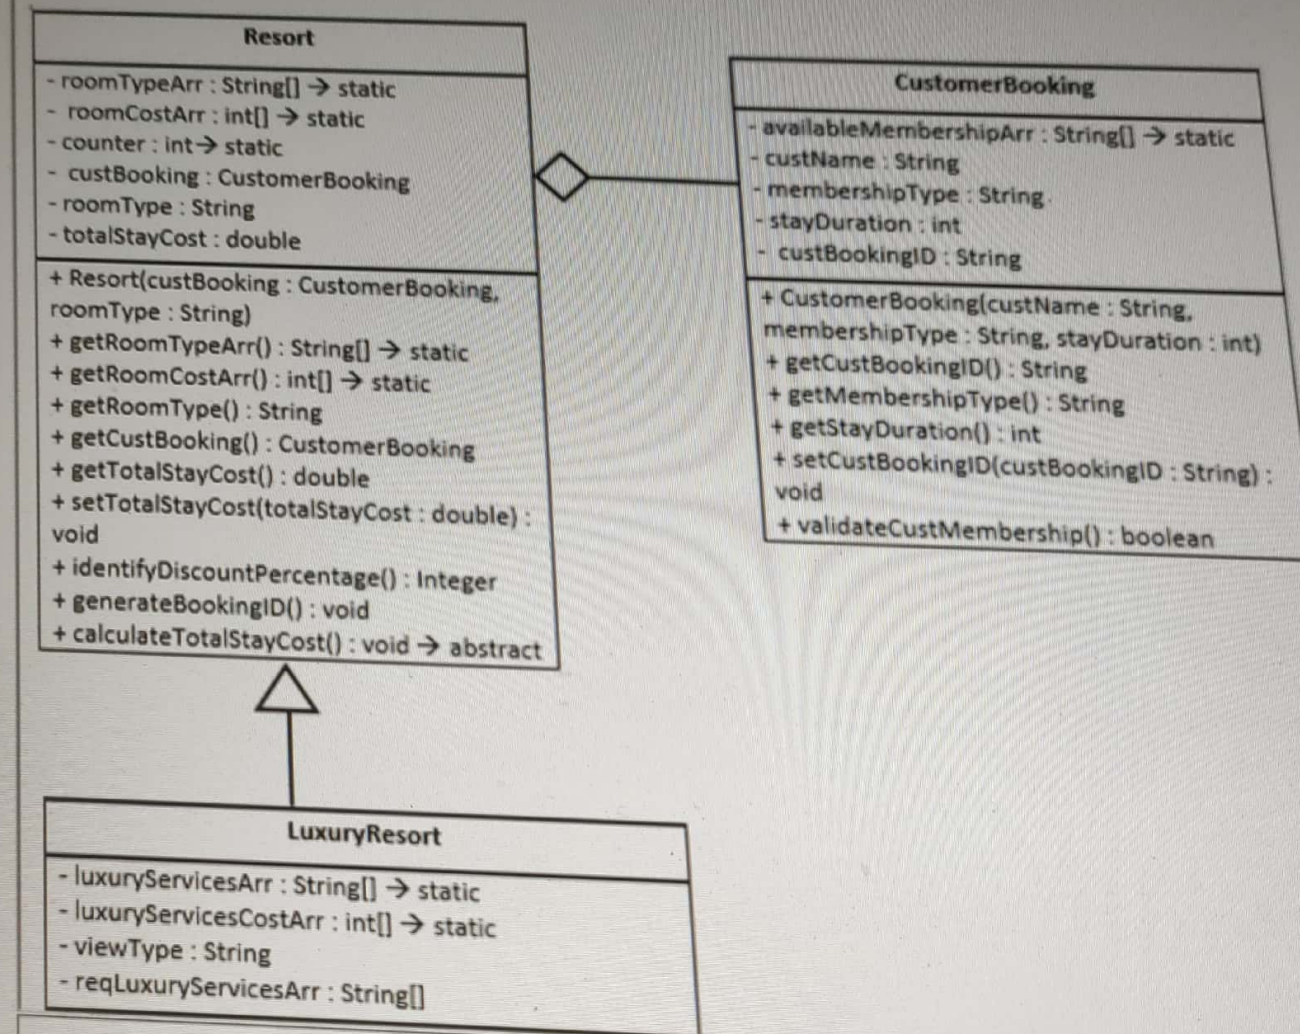 Resort
- roomTypeArr : String[] → static
- roomCostArr : int[] → static
- counter : int→ static
- custBooking : CustomerBooking
- roomType : String
- totalStayCost : double
+ Resort(custBooking : CustomerBooking,
roomType : String)
+ getRoomTypeArr() : String[] → static
+ getRoomCostArr() : int[] → static
+ getRoomType() : String
+ getCustBooking() : CustomerBooking
+ getTotalStayCost() : double
+ setTotalStayCost(totalStayCost : double) :
void
+ identifyDiscountPercentage() : Integer
+ generateBookingID() : void
+ calculateTotalStayCost() : void → abstract
CustomerBooking
- availableMembershipArr : String[] → static
- custName : String
- membershipType : String
- stayDuration : int
- custBookingID : String
+ CustomerBooking(custName : String,
membershipType : String, stayDuration : int)
+ getCustBookingID() : String
+ getMembershipType() : String
+ getStayDuration() : int
+ setCustBookingID(custBookingID : String) :
void
+ validateCustMembership() : boolean
LuxuryResort
- luxuryServicesArr : String[] → static
- luxuryServicesCostArr : int[] → static
- viewType : String
- reqLuxuryServicesArr : String[]